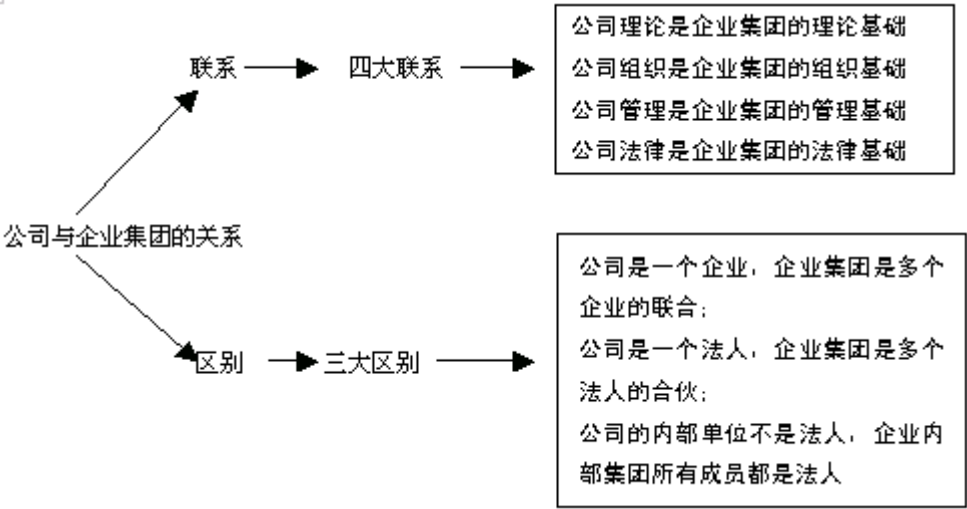 公司与企业集团的关系
联系
四大联系
公司理论是企业集团的理论基础
公司组织是企业集团的组织基础
公司管理是企业集团的管理基础
公司法律是企业集团的法律基础
区别
三大区别
公司是一个企业，企业集团是多个
企业的联合；
公司是一个法人，企业集团是多个
法人的合伙；
公司的内部单位不是法人，企业内
部集团所有成员都是法人